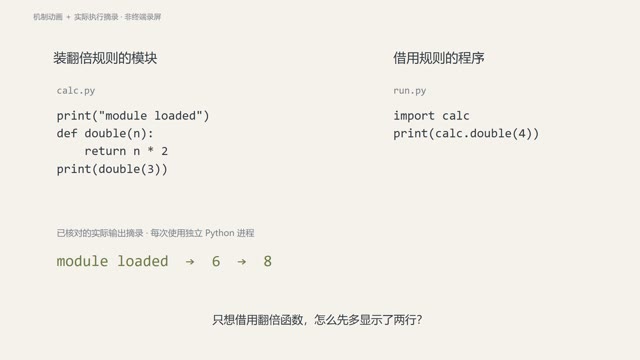 机制动画 + 实际执行摘录 · 非终端录屏
装翻倍规则的模块
calc.py
print("module loaded")
def double(n):
    return n * 2
print(double(3))
借用规则的程序
run.py
import calc
print(calc.double(4))
已核对的实际输出摘录 · 每次使用独立 Python 进程
module loaded → 6 → 8
只想借用翻倍函数，怎么先多显示了两行？